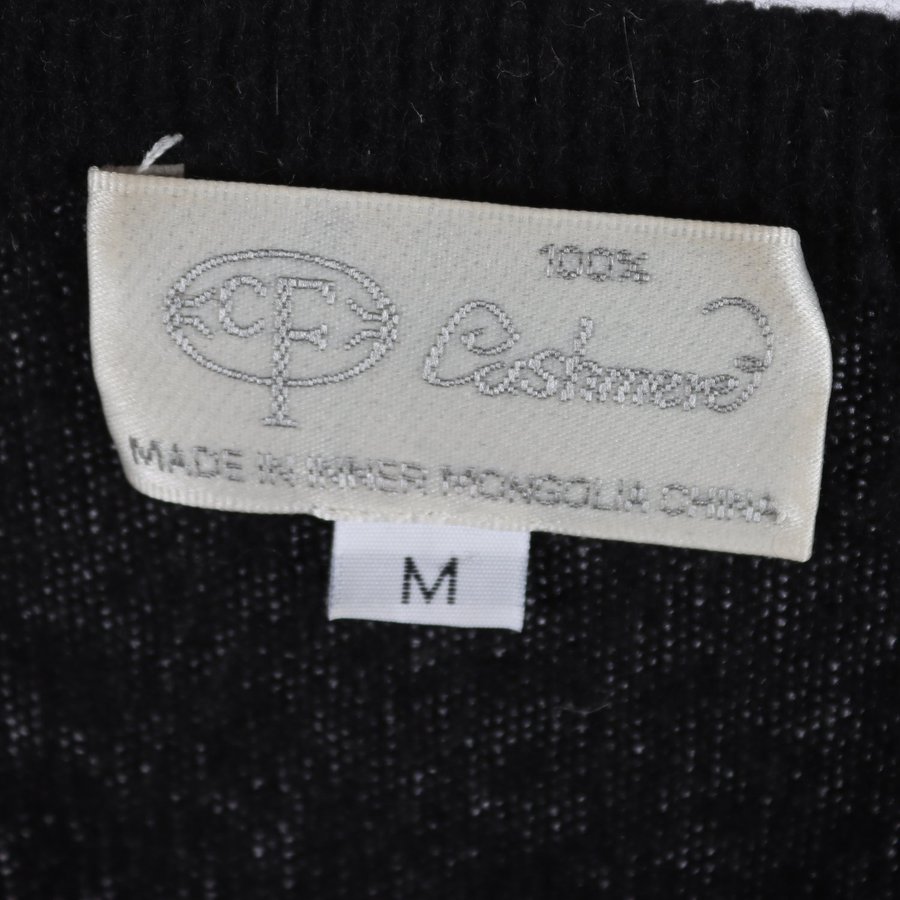 CF
100%
Cashmere
MADE IN INNER MONGOLIA CHINA
M